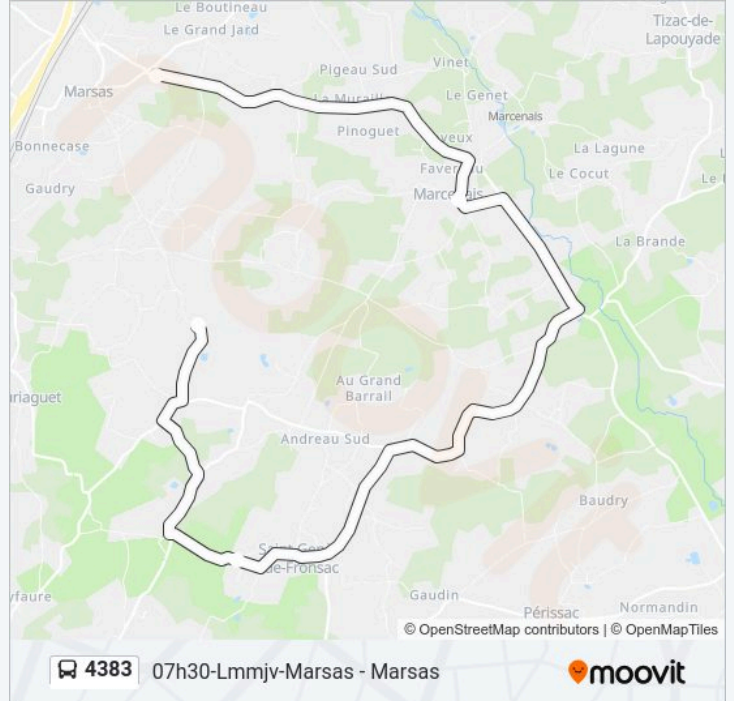 Le Boutineau
Le Grand Jard
Tizac-de-
Lapouyade
Pigeau Sud
Vinet
Marsas
La Muraille
Le Genet
Marcenais
Pinoguet
Bonnecase
La Lagune
Gaudry
Le Cocut
Marcenais
La Brande
Au Grand
Barrail
Andreau Sud
Baudry
de-Fronsac
Gaudin
Normandin
Périssac
© OpenStreetMap contributors | © OpenMapTiles
4383 07h30-Lmmjv-Marsas - Marsas
moovit